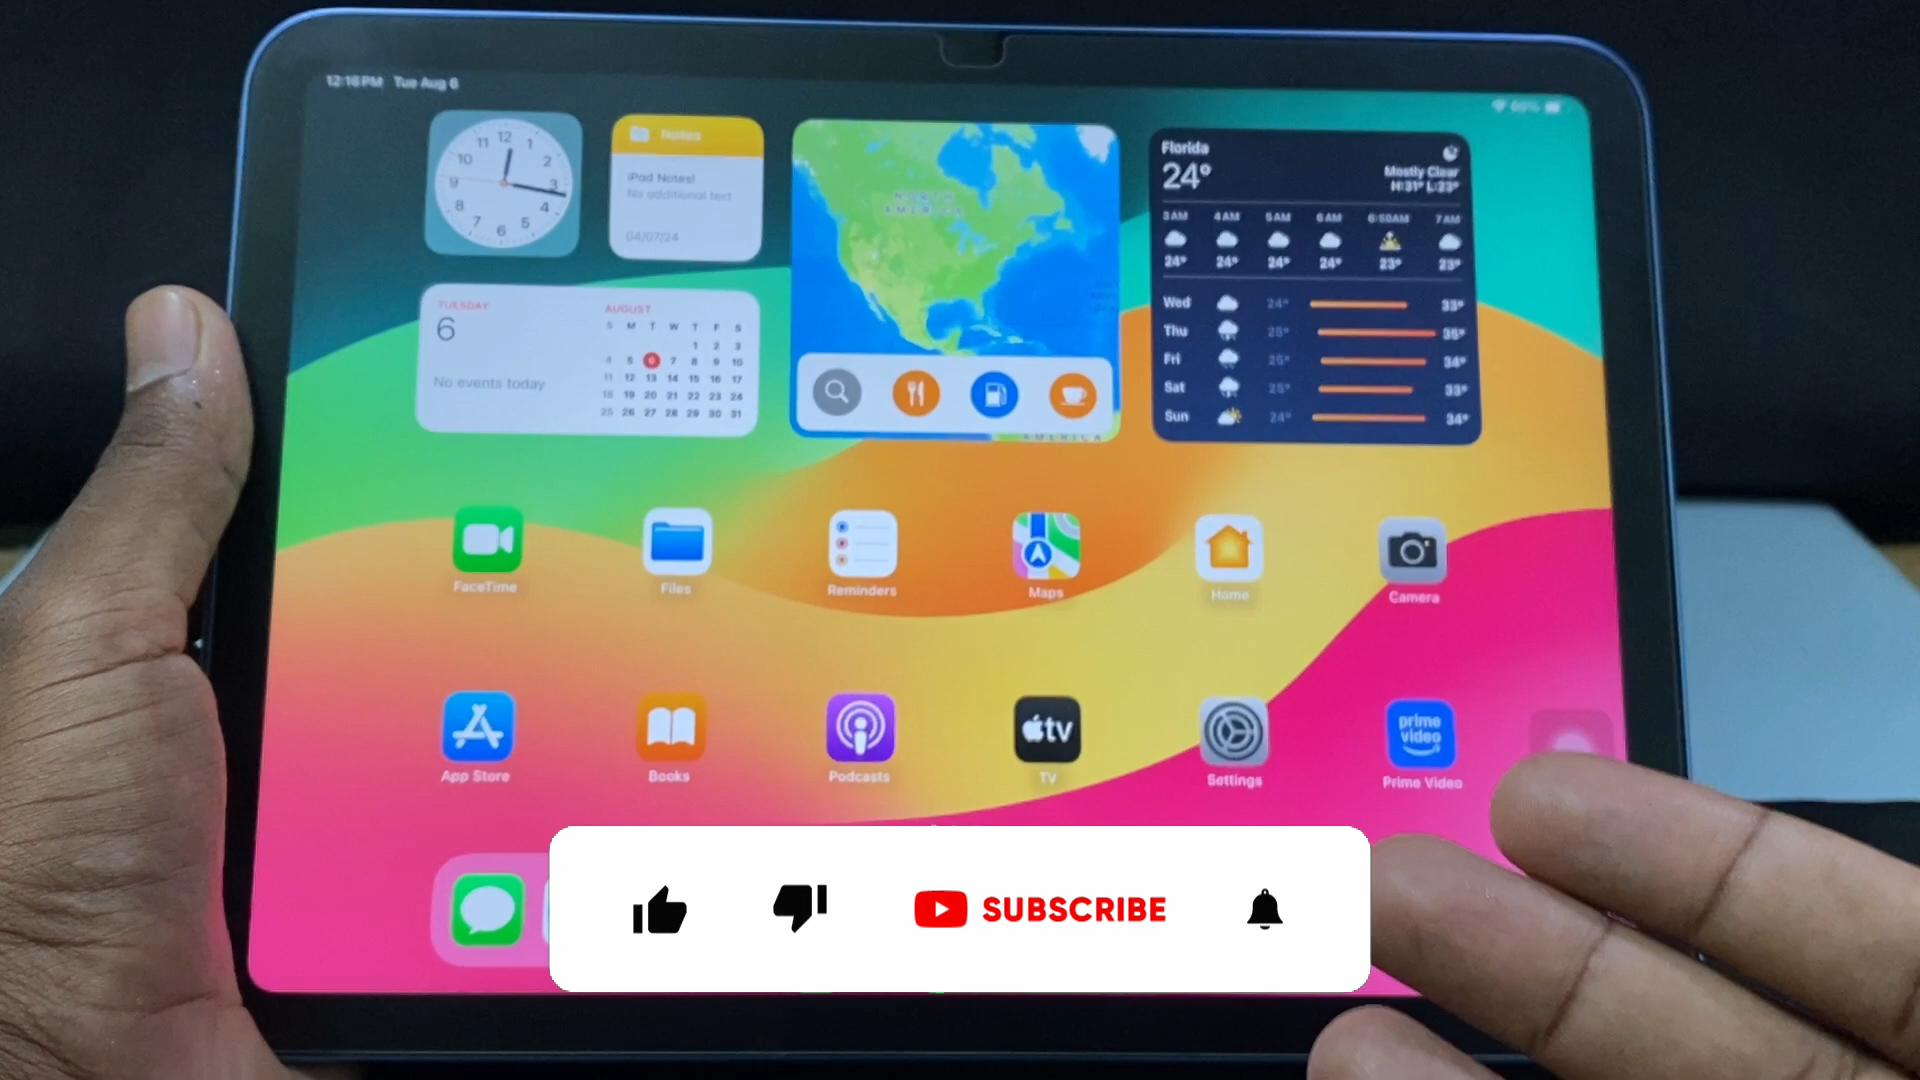 12:16 PM Tue Aug 6
69%
12
1
2
3
4
5
6
7
8
9
10
11
Notes
iPad Notes!
No additional text
04/07/24
NORTH
AMERICA
AMERICA
Florida
24°
Mostly Clear
H:31° L:23°
3AM 4AM 5AM 6AM 6:50AM 7AM
24° 24° 24° 24° 23° 23°
Wed 24° 33°
Thu 25° 35°
Fri 25° 34°
Sat 25° 33°
Sun 24° 34°
TUESDAY
6
No events today
AUGUST
S M T W T F S
1 2 3
4 5 6 7 8 9 10
11 12 13 14 15 16 17
18 19 20 21 22 23 24
25 26 27 28 29 30 31
FaceTime
Files
Reminders
Maps
Home
Camera
App Store
Books
Podcasts
tv
TV
Settings
prime
video
Prime Video
SUBSCRIBE